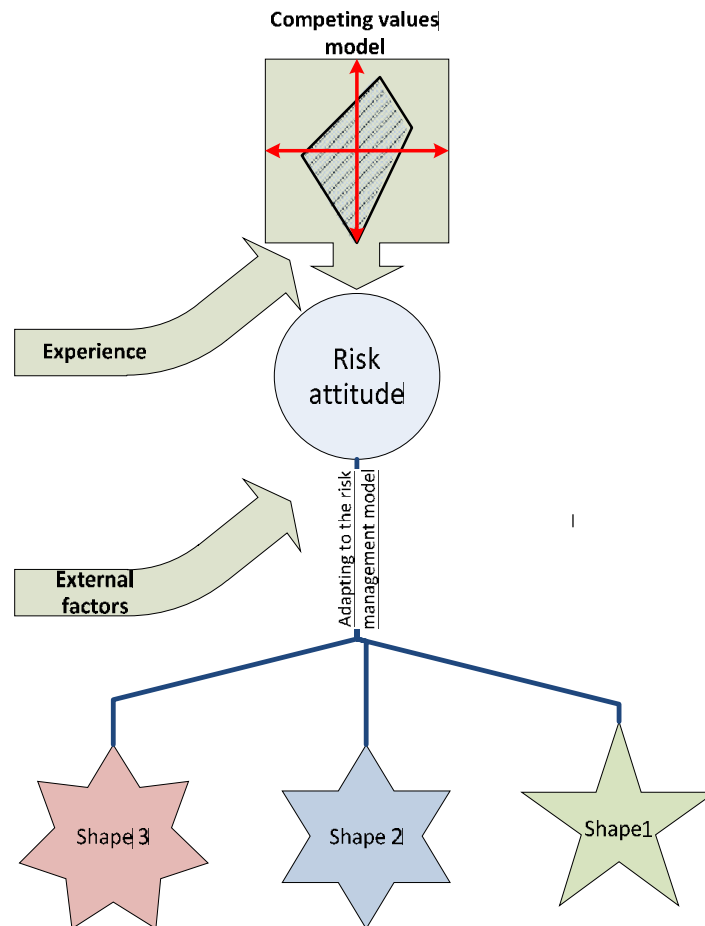 Competing values
model
Experience
Risk
attitude
Adapting to the risk
management model
External
factors
Shape 3
Shape 2
Shape1